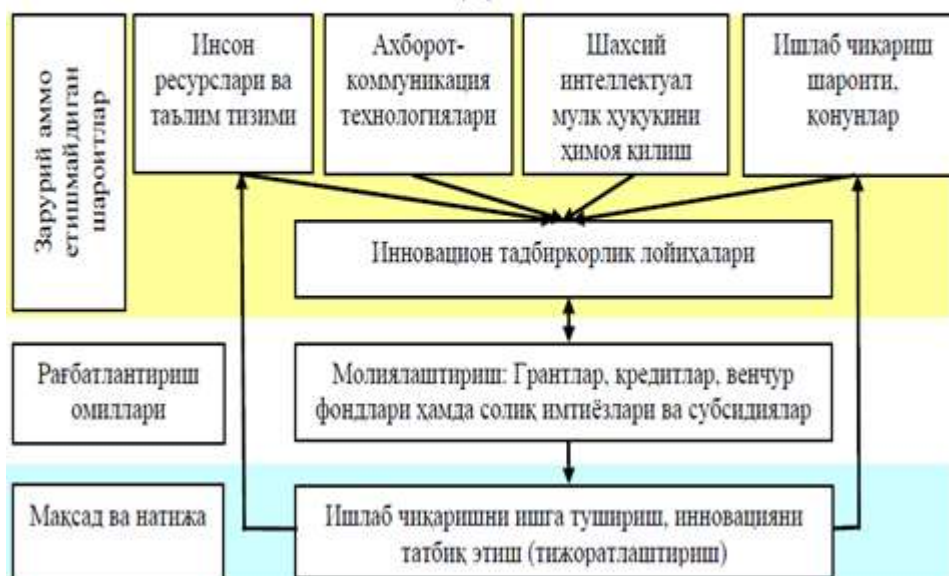 Зарурий аммо
етишмайдиган
шароитлар
Инсон
ресурслари ва
таълим тизими
Ахборот-
коммуникация
технологиялари
Шахсий
интеллектуал
мулк ҳуқуқини
ҳимоя қилиш
Ишлаб чиқариш
шароити,
қонунлар
Инновацион тадбиркорлик лойиҳалари
Рағбатлантириш
омиллари
Молиялаштириш: Грантлар, кредитлар, венчур
фондлари ҳамда солиқ имтиёзлари ва субсидиялар
Мақсад ва натижа
Ишлаб чиқаришни ишга тушириш, инновацияни
татбиқ этиш (тижоратлаштириш)